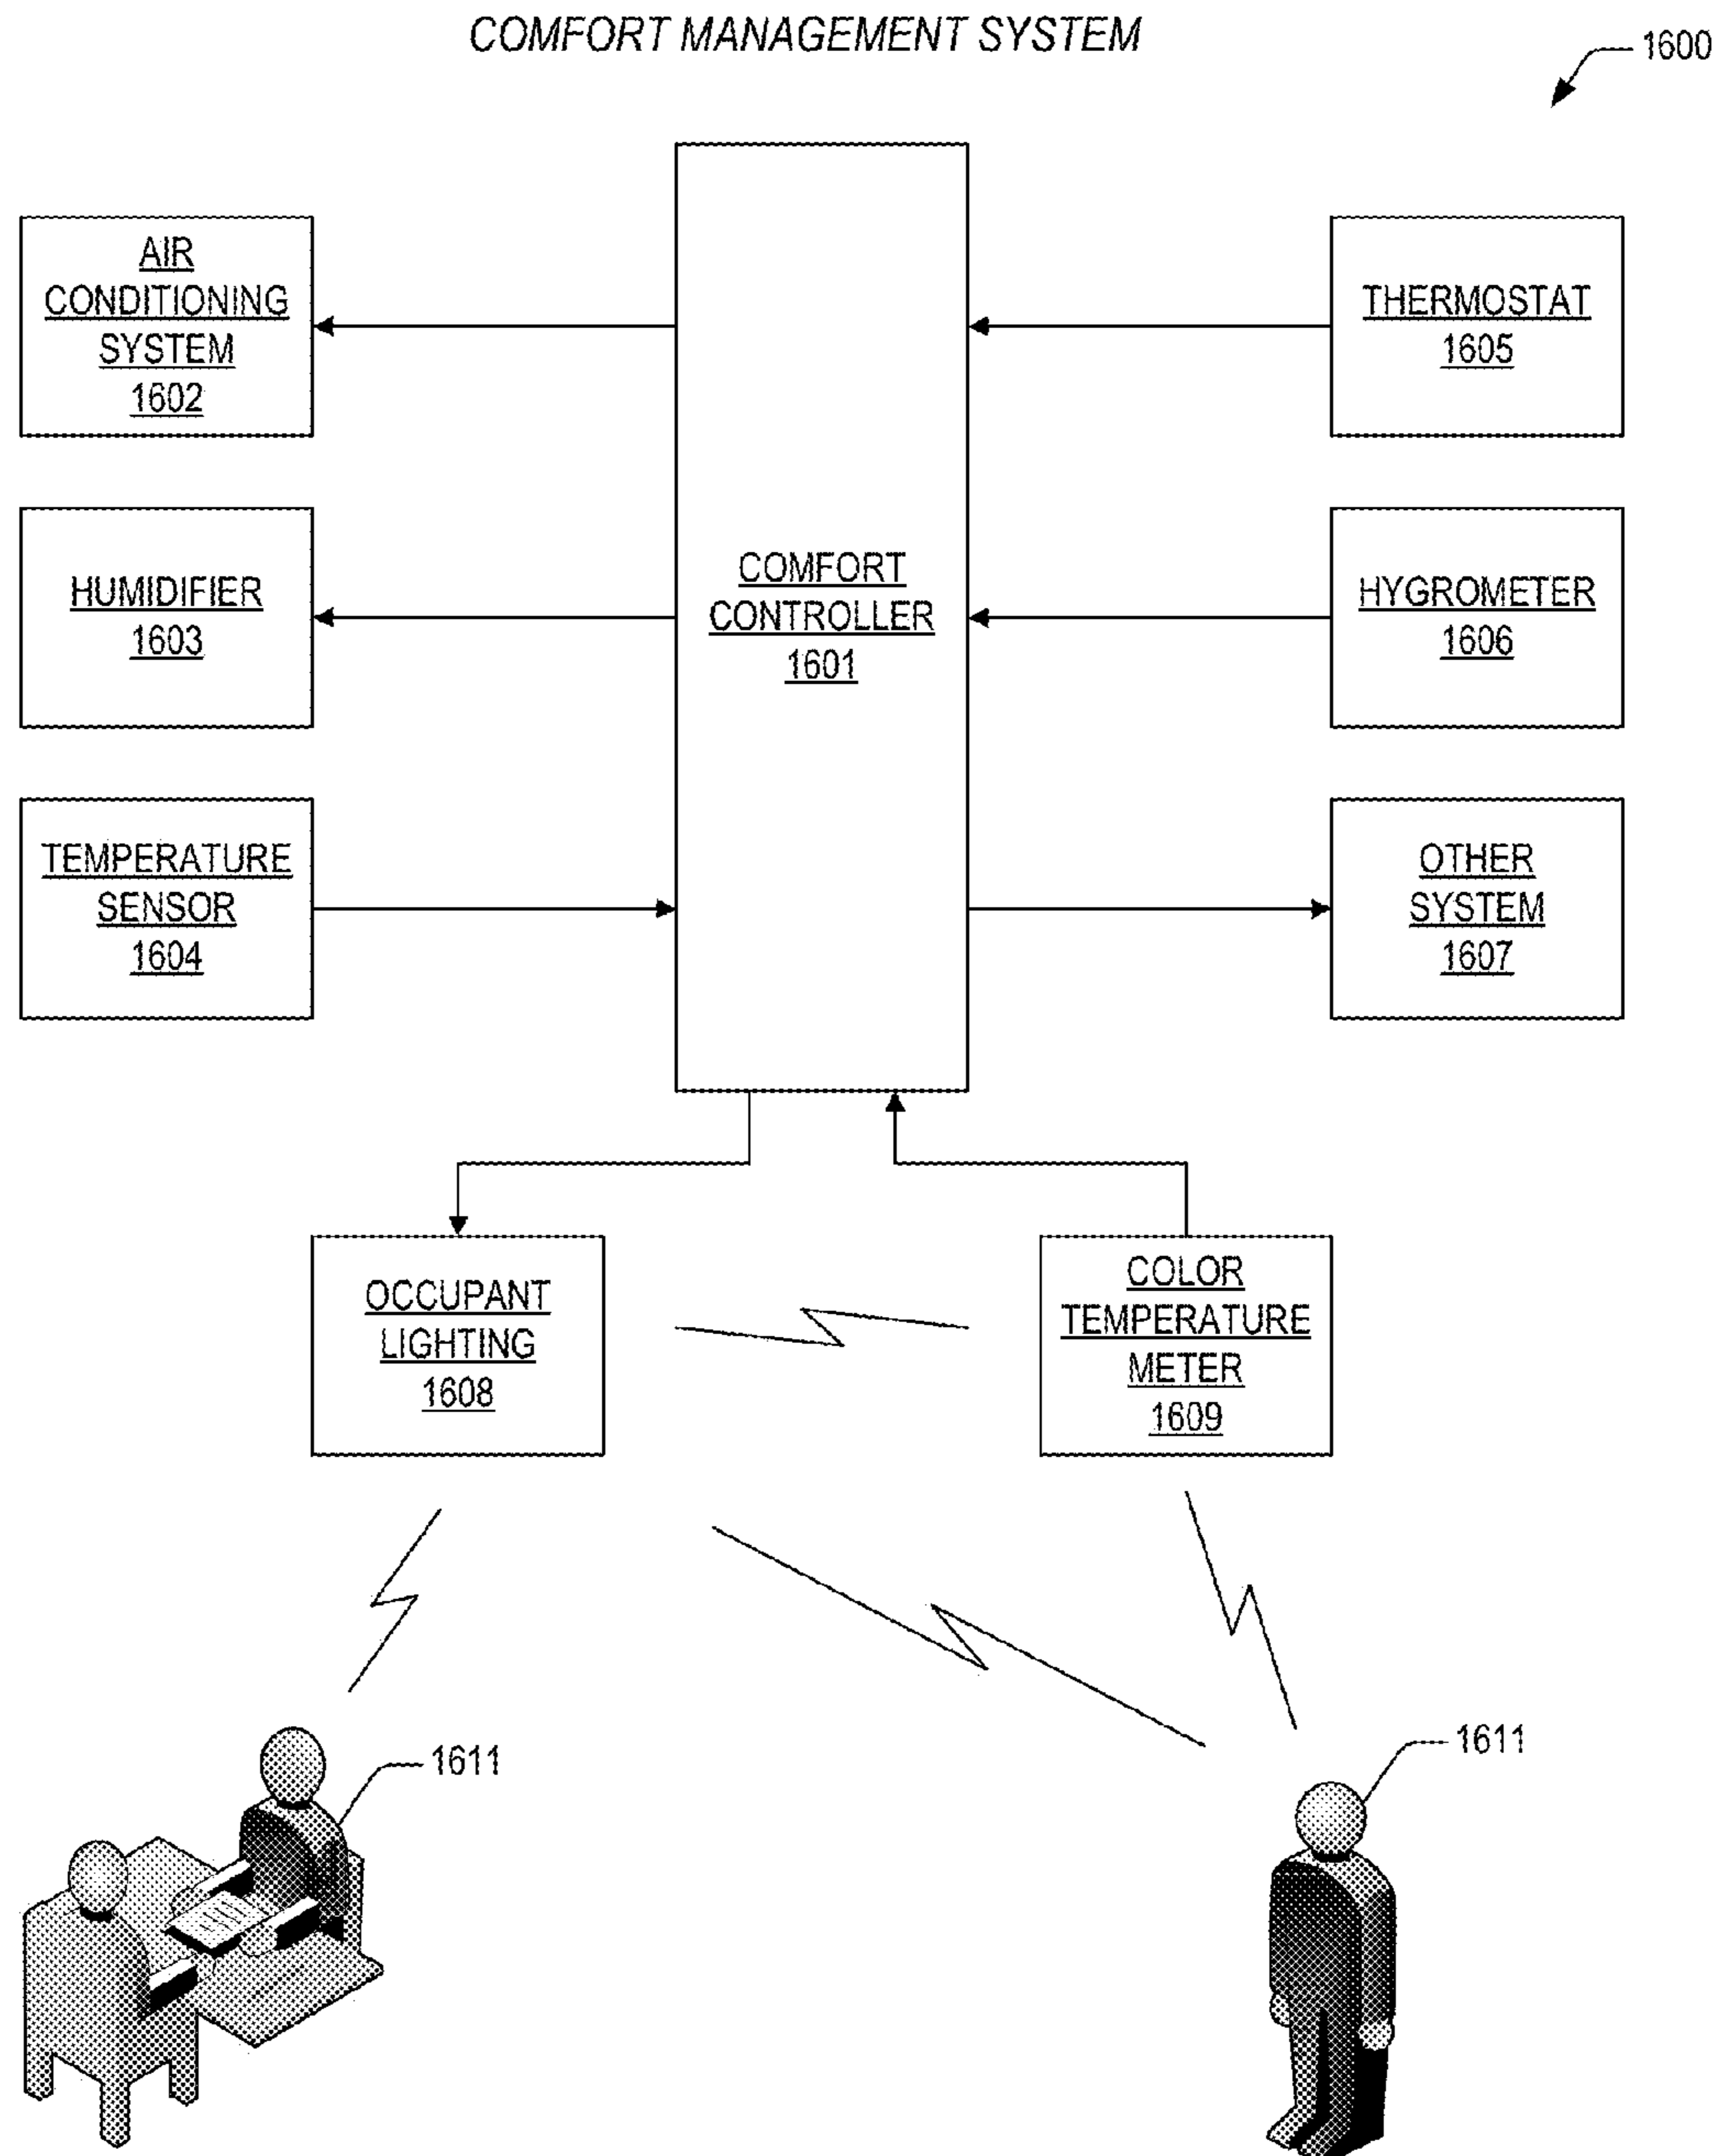 COMFORT MANAGEMENT SYSTEM
1600
AIR
CONDITIONING
SYSTEM
1602
THERMOSTAT
1605
HUMIDIFIER
1603
COMFORT
CONTROLLER
1601
HYGROMETER
1606
TEMPERATURE
SENSOR
1604
OTHER
SYSTEM
1607
OCCUPANT
LIGHTING
1608
COLOR
TEMPERATURE
METER
1609
1611
1611